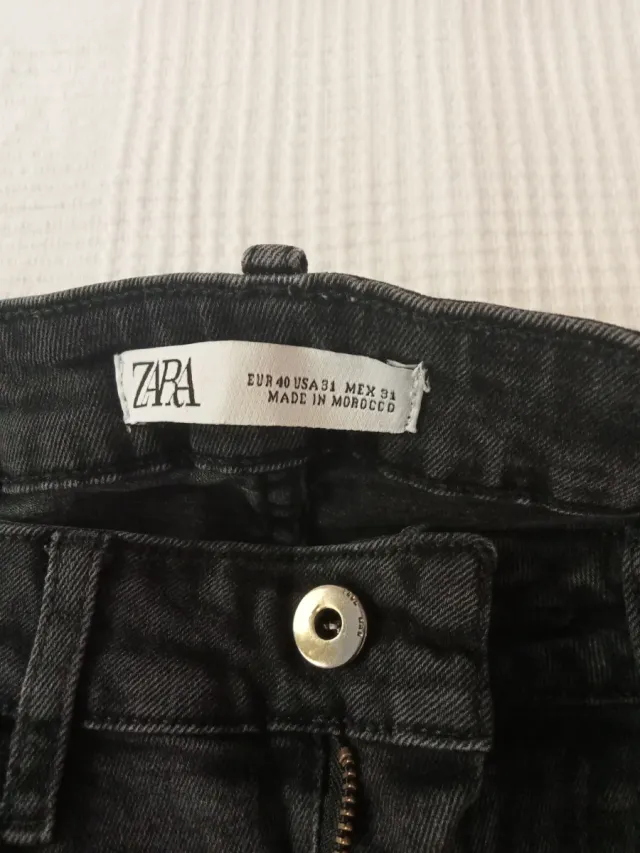 ZARA
EUR 40 USA 31 MEX 31
MADE IN MOROCCO